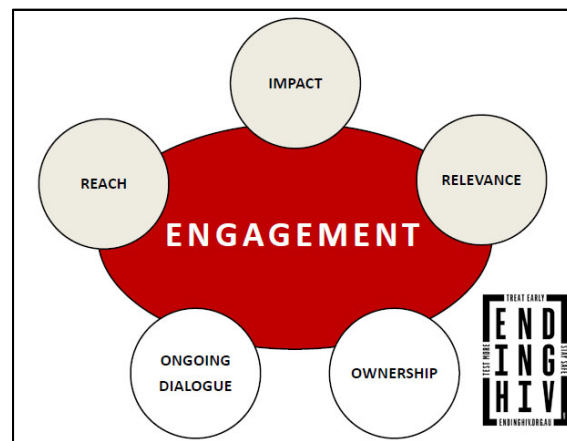 IMPACT
REACH
RELEVANCE
ENGAGEMENT
ONGOING
DIALOGUE
OWNERSHIP
TREAT EARLY
TEST MORE
END
ING
HIV
STAY SAFE
ENDINGHIV.ORG.AU